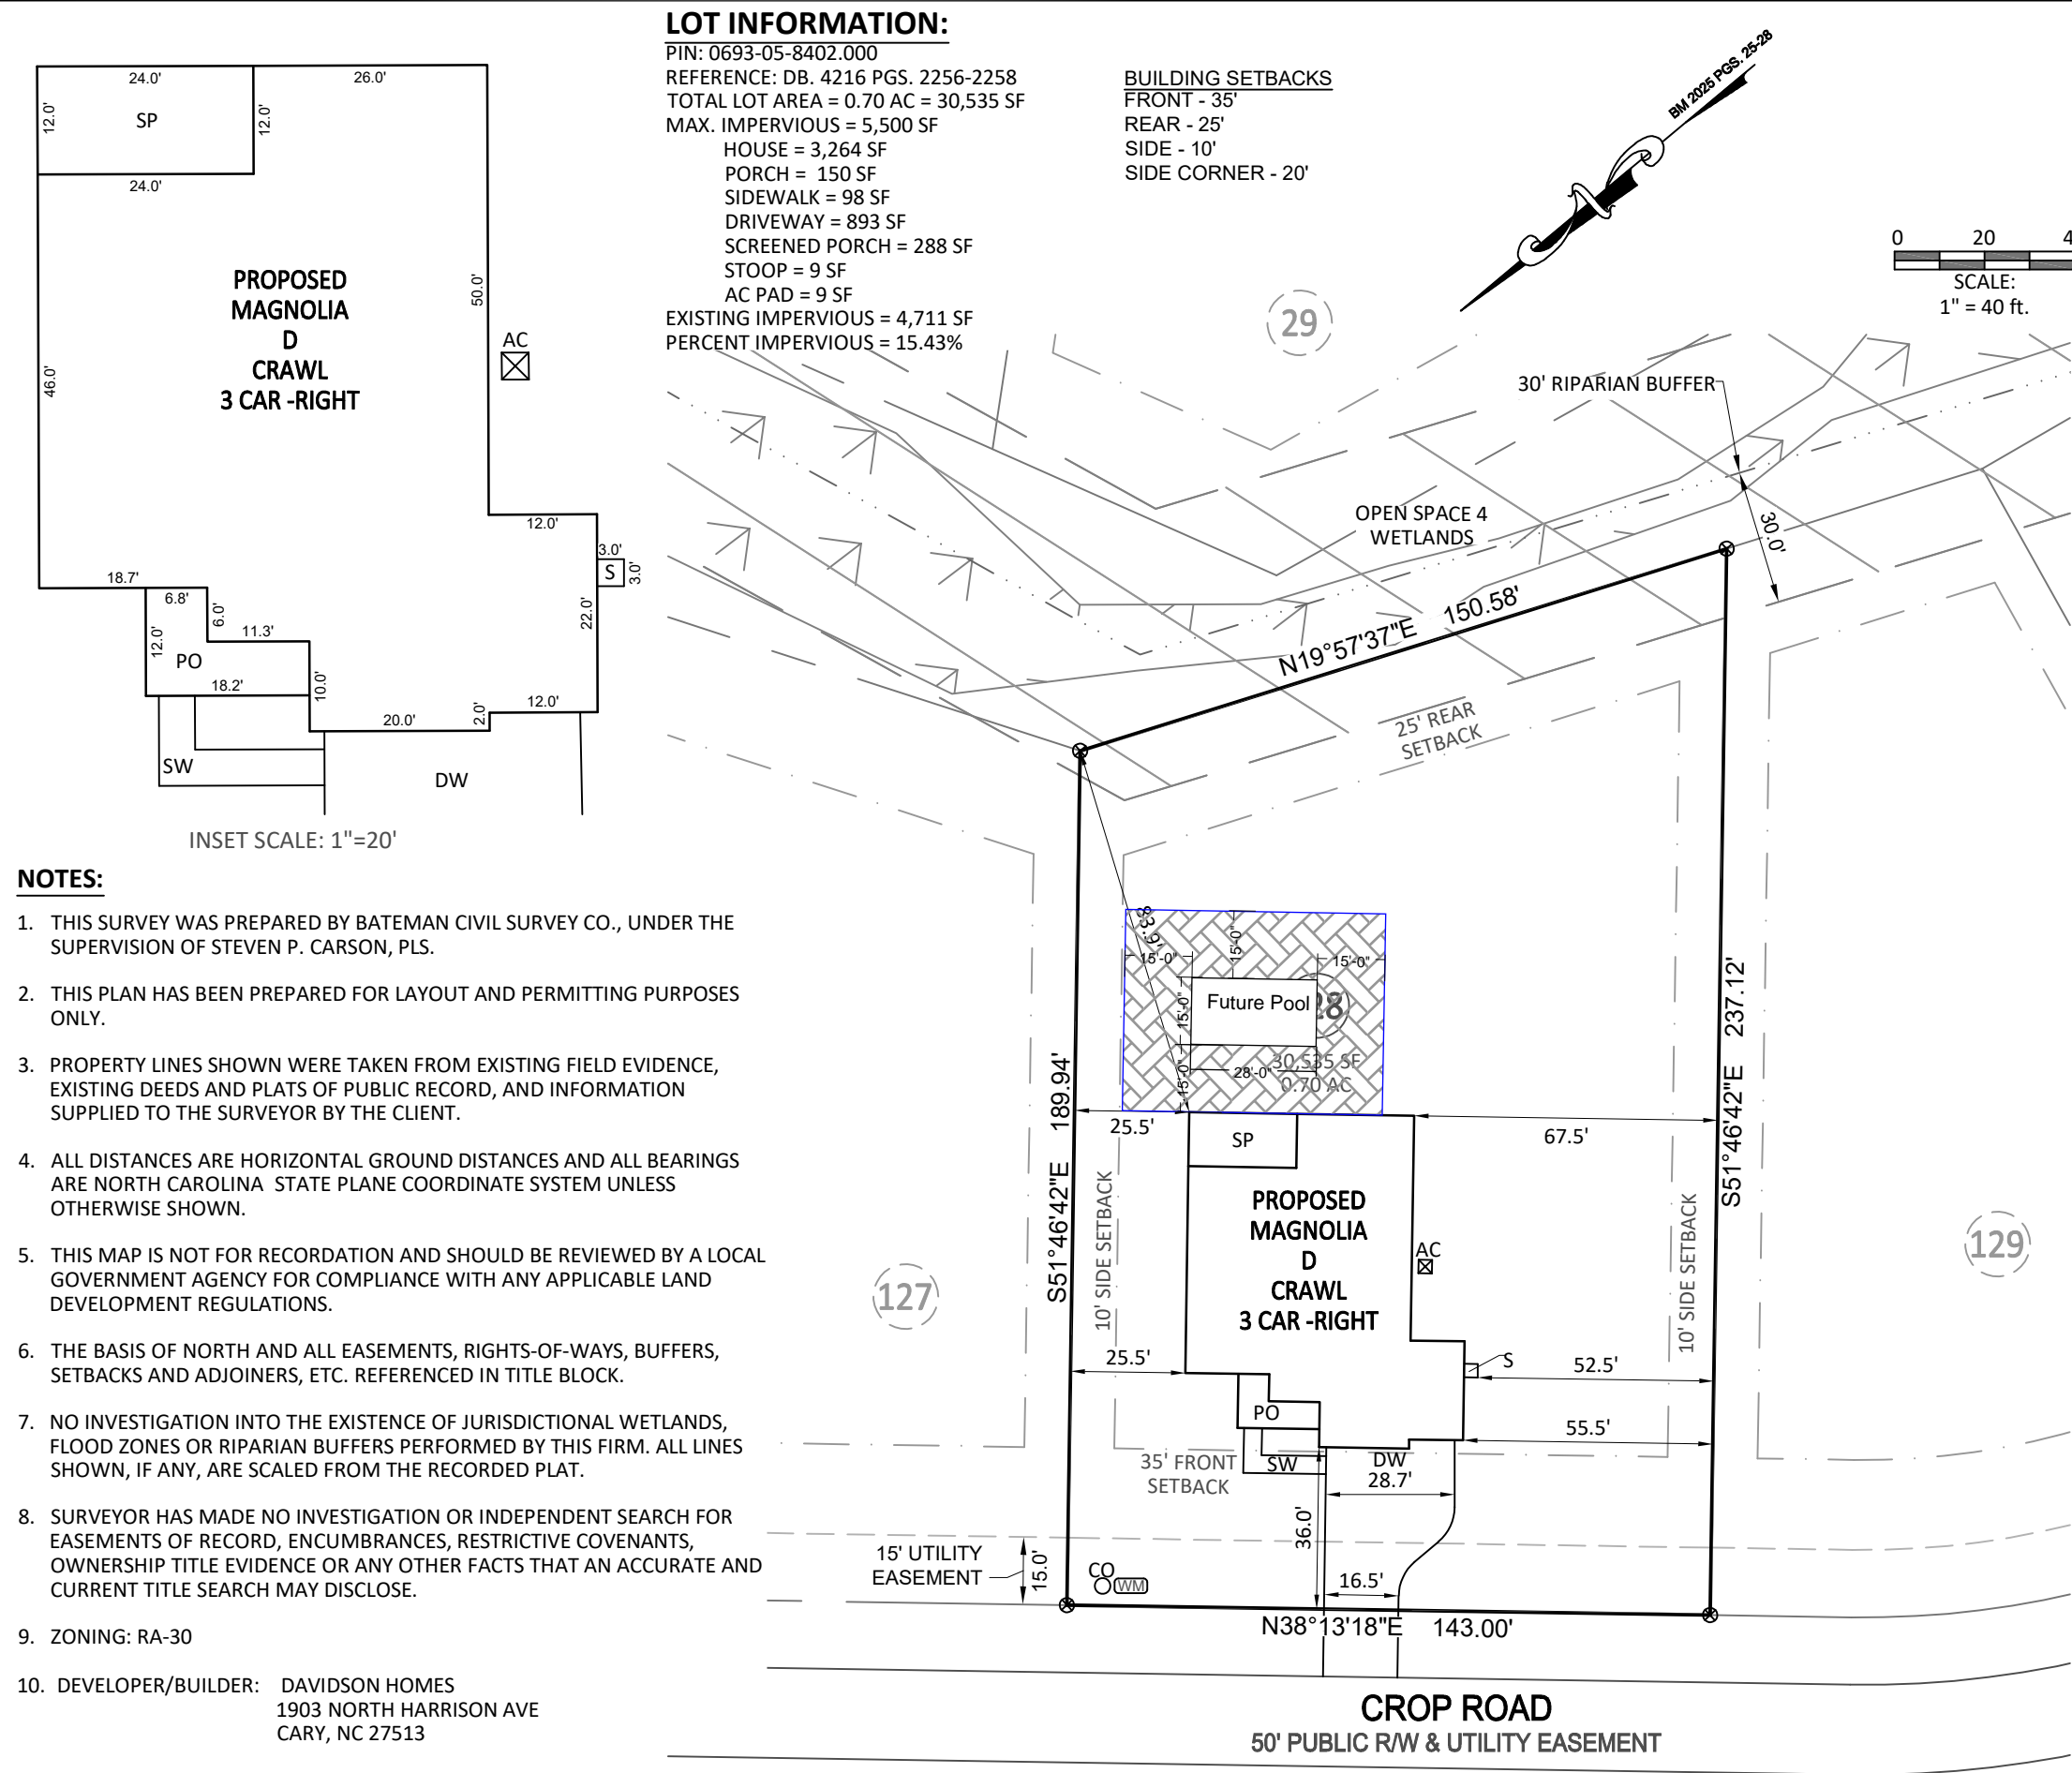 LOT INFORMATION:
PIN: 0693-05-8402.000
REFERENCE: DB. 4216 PGS. 2256-2258
TOTAL LOT AREA = 0.70 AC = 30,535 SF
MAX. IMPERVIOUS = 5,500 SF
HOUSE = 3,264 SF
PORCH = 150 SF
SIDEWALK = 98 SF
DRIVEWAY = 893 SF
SCREENED PORCH = 288 SF
STOOP = 9 SF
AC PAD = 9 SF
EXISTING IMPERVIOUS = 4,711 SF
PERCENT IMPERVIOUS = 15.43%
BUILDING SETBACKS
FRONT - 35'
REAR - 25'
SIDE - 10'
SIDE CORNER - 20'
BM 2025 PGS. 25-28
0 20 4
SCALE:
1" = 40 ft.
24.0'
26.0'
12.0'
SP
12.0'
24.0'
PROPOSED
MAGNOLIA
D
CRAWL
3 CAR -RIGHT
50.0'
AC
46.0'
12.0'
3.0'
S
3.0'
18.7'
6.8'
6.0'
11.3'
12.0'
PO
18.2'
10.0'
22.0'
20.0'
2.0'
12.0'
SW
DW
INSET SCALE: 1"=20'
NOTES:
1. THIS SURVEY WAS PREPARED BY BATEMAN CIVIL SURVEY CO., UNDER THE
SUPERVISION OF STEVEN P. CARSON, PLS.
2. THIS PLAN HAS BEEN PREPARED FOR LAYOUT AND PERMITTING PURPOSES
ONLY.
3. PROPERTY LINES SHOWN WERE TAKEN FROM EXISTING FIELD EVIDENCE,
EXISTING DEEDS AND PLATS OF PUBLIC RECORD, AND INFORMATION
SUPPLIED TO THE SURVEYOR BY THE CLIENT.
4. ALL DISTANCES ARE HORIZONTAL GROUND DISTANCES AND ALL BEARINGS
ARE NORTH CAROLINA STATE PLANE COORDINATE SYSTEM UNLESS
OTHERWISE SHOWN.
5. THIS MAP IS NOT FOR RECORDATION AND SHOULD BE REVIEWED BY A LOCAL
GOVERNMENT AGENCY FOR COMPLIANCE WITH ANY APPLICABLE LAND
DEVELOPMENT REGULATIONS.
6. THE BASIS OF NORTH AND ALL EASEMENTS, RIGHTS-OF-WAYS, BUFFERS,
SETBACKS AND ADJOINERS, ETC. REFERENCED IN TITLE BLOCK.
7. NO INVESTIGATION INTO THE EXISTENCE OF JURISDICTIONAL WETLANDS,
FLOOD ZONES OR RIPARIAN BUFFERS PERFORMED BY THIS FIRM. ALL LINES
SHOWN, IF ANY, ARE SCALED FROM THE RECORDED PLAT.
8. SURVEYOR HAS MADE NO INVESTIGATION OR INDEPENDENT SEARCH FOR
EASEMENTS OF RECORD, ENCUMBRANCES, RESTRICTIVE COVENANTS,
OWNERSHIP TITLE EVIDENCE OR ANY OTHER FACTS THAT AN ACCURATE AND
CURRENT TITLE SEARCH MAY DISCLOSE.
9. ZONING: RA-30
10. DEVELOPER/BUILDER: DAVIDSON HOMES
1903 NORTH HARRISON AVE
CARY, NC 27513
29
30' RIPARIAN BUFFER
OPEN SPACE 4
WETLANDS
30.0'
N19°57'37"E 150.58'
25' REAR
SETBACK
83.9'
15'-0"
15'-0"
15'-0"
15'-0"
Future Pool
28
15'-0"
28'-0"
30,535 SF
0.70 AC
S51°46'42"E 189.94'
S51°46'42"E 237.12'
25.5'
SP
67.5'
PROPOSED
MAGNOLIA
D
CRAWL
3 CAR -RIGHT
AC
10' SIDE SETBACK
10' SIDE SETBACK
127
129
25.5'
S
52.5'
PO
55.5'
SW
DW
28.7'
35' FRONT
SETBACK
36.0'
15' UTILITY
EASEMENT
15.0'
CO
WM
16.5'
N38°13'18"E 143.00'
CROP ROAD
50' PUBLIC R/W & UTILITY EASEMENT